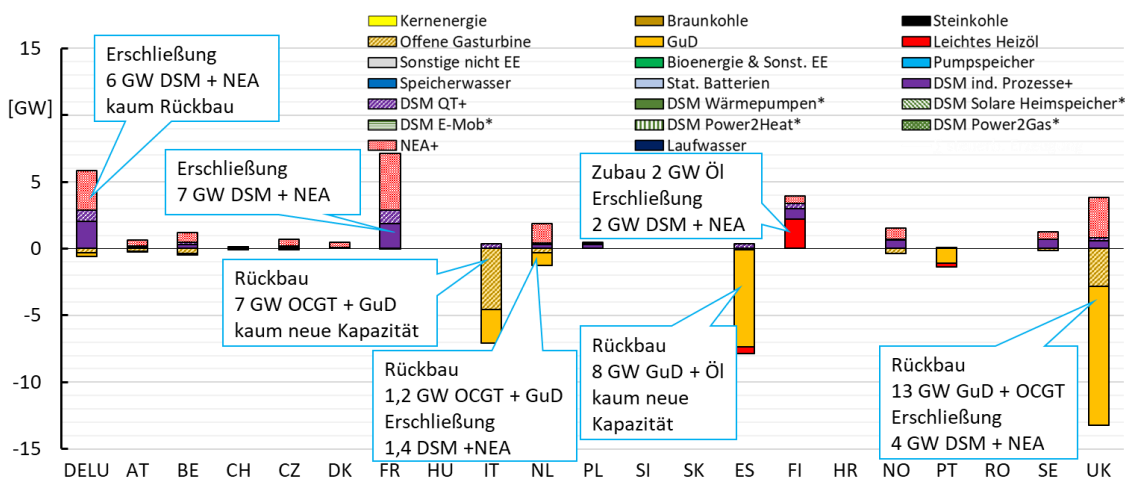 Kernenergie
Braunkohle
Steinkohle
Offene Gasturbine
GuD
Leichtes Heizöl
Sonstige nicht EE
Bioenergie & Sonst. EE
Pumpspeicher
Speicherwasser
Stat. Batterien
DSM ind. Prozesse+
DSM QT+
DSM Wärmepumpen*
DSM Solare Heimspeicher*
DSM E-Mob*
DSM Power2Heat*
DSM Power2Gas*
NEA+
Laufwasser
15
[GW]
5
0
-5
-10
-15
Erschließung
6 GW DSM + NEA
kaum Rückbau
Erschließung
7 GW DSM + NEA
Zubau 2 GW Öl
Erschließung
2 GW DSM + NEA
Rückbau
7 GW OCGT + GuD
kaum neue Kapazität
Rückbau
1,2 GW OCGT + GuD
Erschließung
1,4 DSM +NEA
Rückbau
8 GW GuD + Öl
kaum neue
Kapazität
Rückbau
13 GW GuD + OCGT
Erschließung
4 GW DSM + NEA
DELU AT BE CH CZ DK FR HU IT NL PL SI SK ES FI HR NO PT RO SE UK